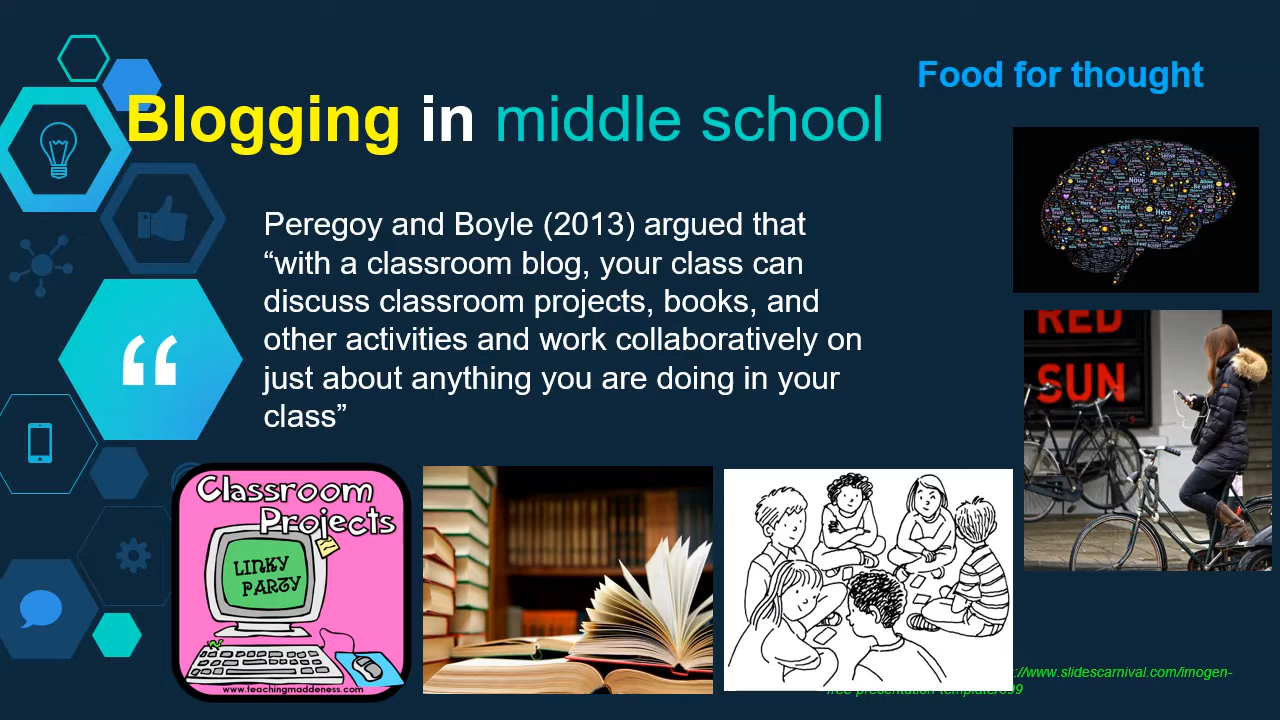 Food for thought
Blogging in middle school
Peregoy and Boyle (2013) argued that
“with a classroom blog, your class can
discuss classroom projects, books, and
other activities and work collaboratively on
just about anything you are doing in your
class”
RED
SUN
Classroom
Projects
LINKY
PARTY
www.teachingmaddeness.com
://www.slidescarnival.com/imogen-
free-presentation-template/699